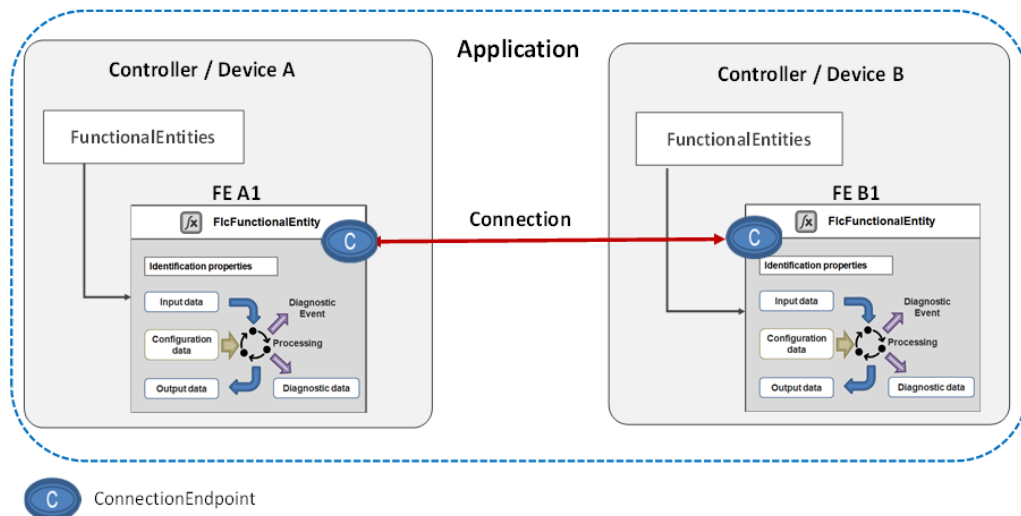 Application
Controller / Device A
FunctionalEntities
FE A1
fx FlcFunctionalEntity
C
Identification properties
Input data
Diagnostic
Event
Configuration
data
Processing
Output data
Diagnostic data
Connection
Controller / Device B
FunctionalEntities
FE B1
fx FlcFunctionalEntity
C
Identification properties
Input data
Diagnostic
Event
Configuration
data
Processing
Output data
Diagnostic data
C ConnectionEndpoint